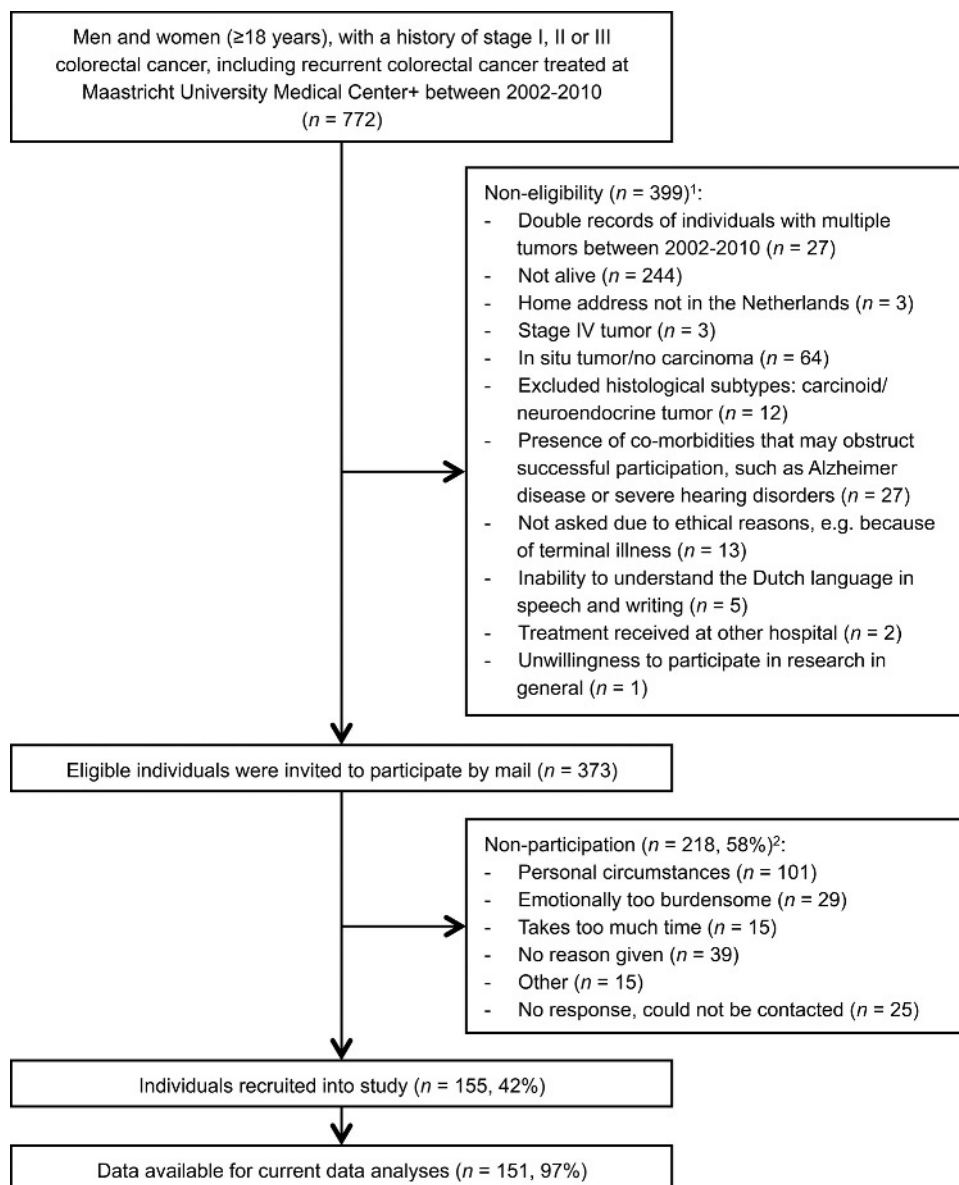 Men and women (≥18 years), with a history of stage I, II or III
colorectal cancer, including recurrent colorectal cancer treated at
Maastricht University Medical Center+ between 2002-2010
(n = 772)
Non-eligibility (n = 399)¹:
- Double records of individuals with multiple
tumors between 2002-2010 (n = 27)
- Not alive (n = 244)
- Home address not in the Netherlands (n = 3)
- Stage IV tumor (n = 3)
- In situ tumor/no carcinoma (n = 64)
- Excluded histological subtypes: carcinoid/
neuroendocrine tumor (n = 12)
- Presence of co-morbidities that may obstruct
successful participation, such as Alzheimer
disease or severe hearing disorders (n = 27)
- Not asked due to ethical reasons, e.g. because
of terminal illness (n = 13)
- Inability to understand the Dutch language in
speech and writing (n = 5)
- Treatment received at other hospital (n = 2)
- Unwillingness to participate in research in
general (n = 1)
Eligible individuals were invited to participate by mail (n = 373)
Non-participation (n = 218, 58%)²:
- Personal circumstances (n = 101)
- Emotionally too burdensome (n = 29)
- Takes too much time (n = 15)
- No reason given (n = 39)
- Other (n = 15)
- No response, could not be contacted (n = 25)
Individuals recruited into study (n = 155, 42%)
Data available for current data analyses (n = 151, 97%)